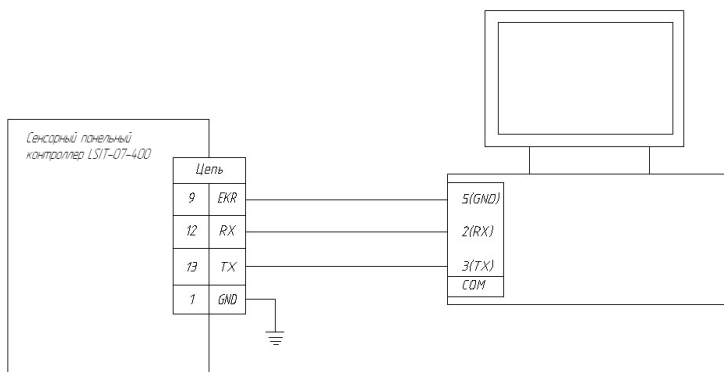 Сенсорный панельный
контроллер LSIT-07-400
Цепь
9 EKR
12 RX
13 TX
1 GND
5(GND)
2(RX)
3(TX)
COM